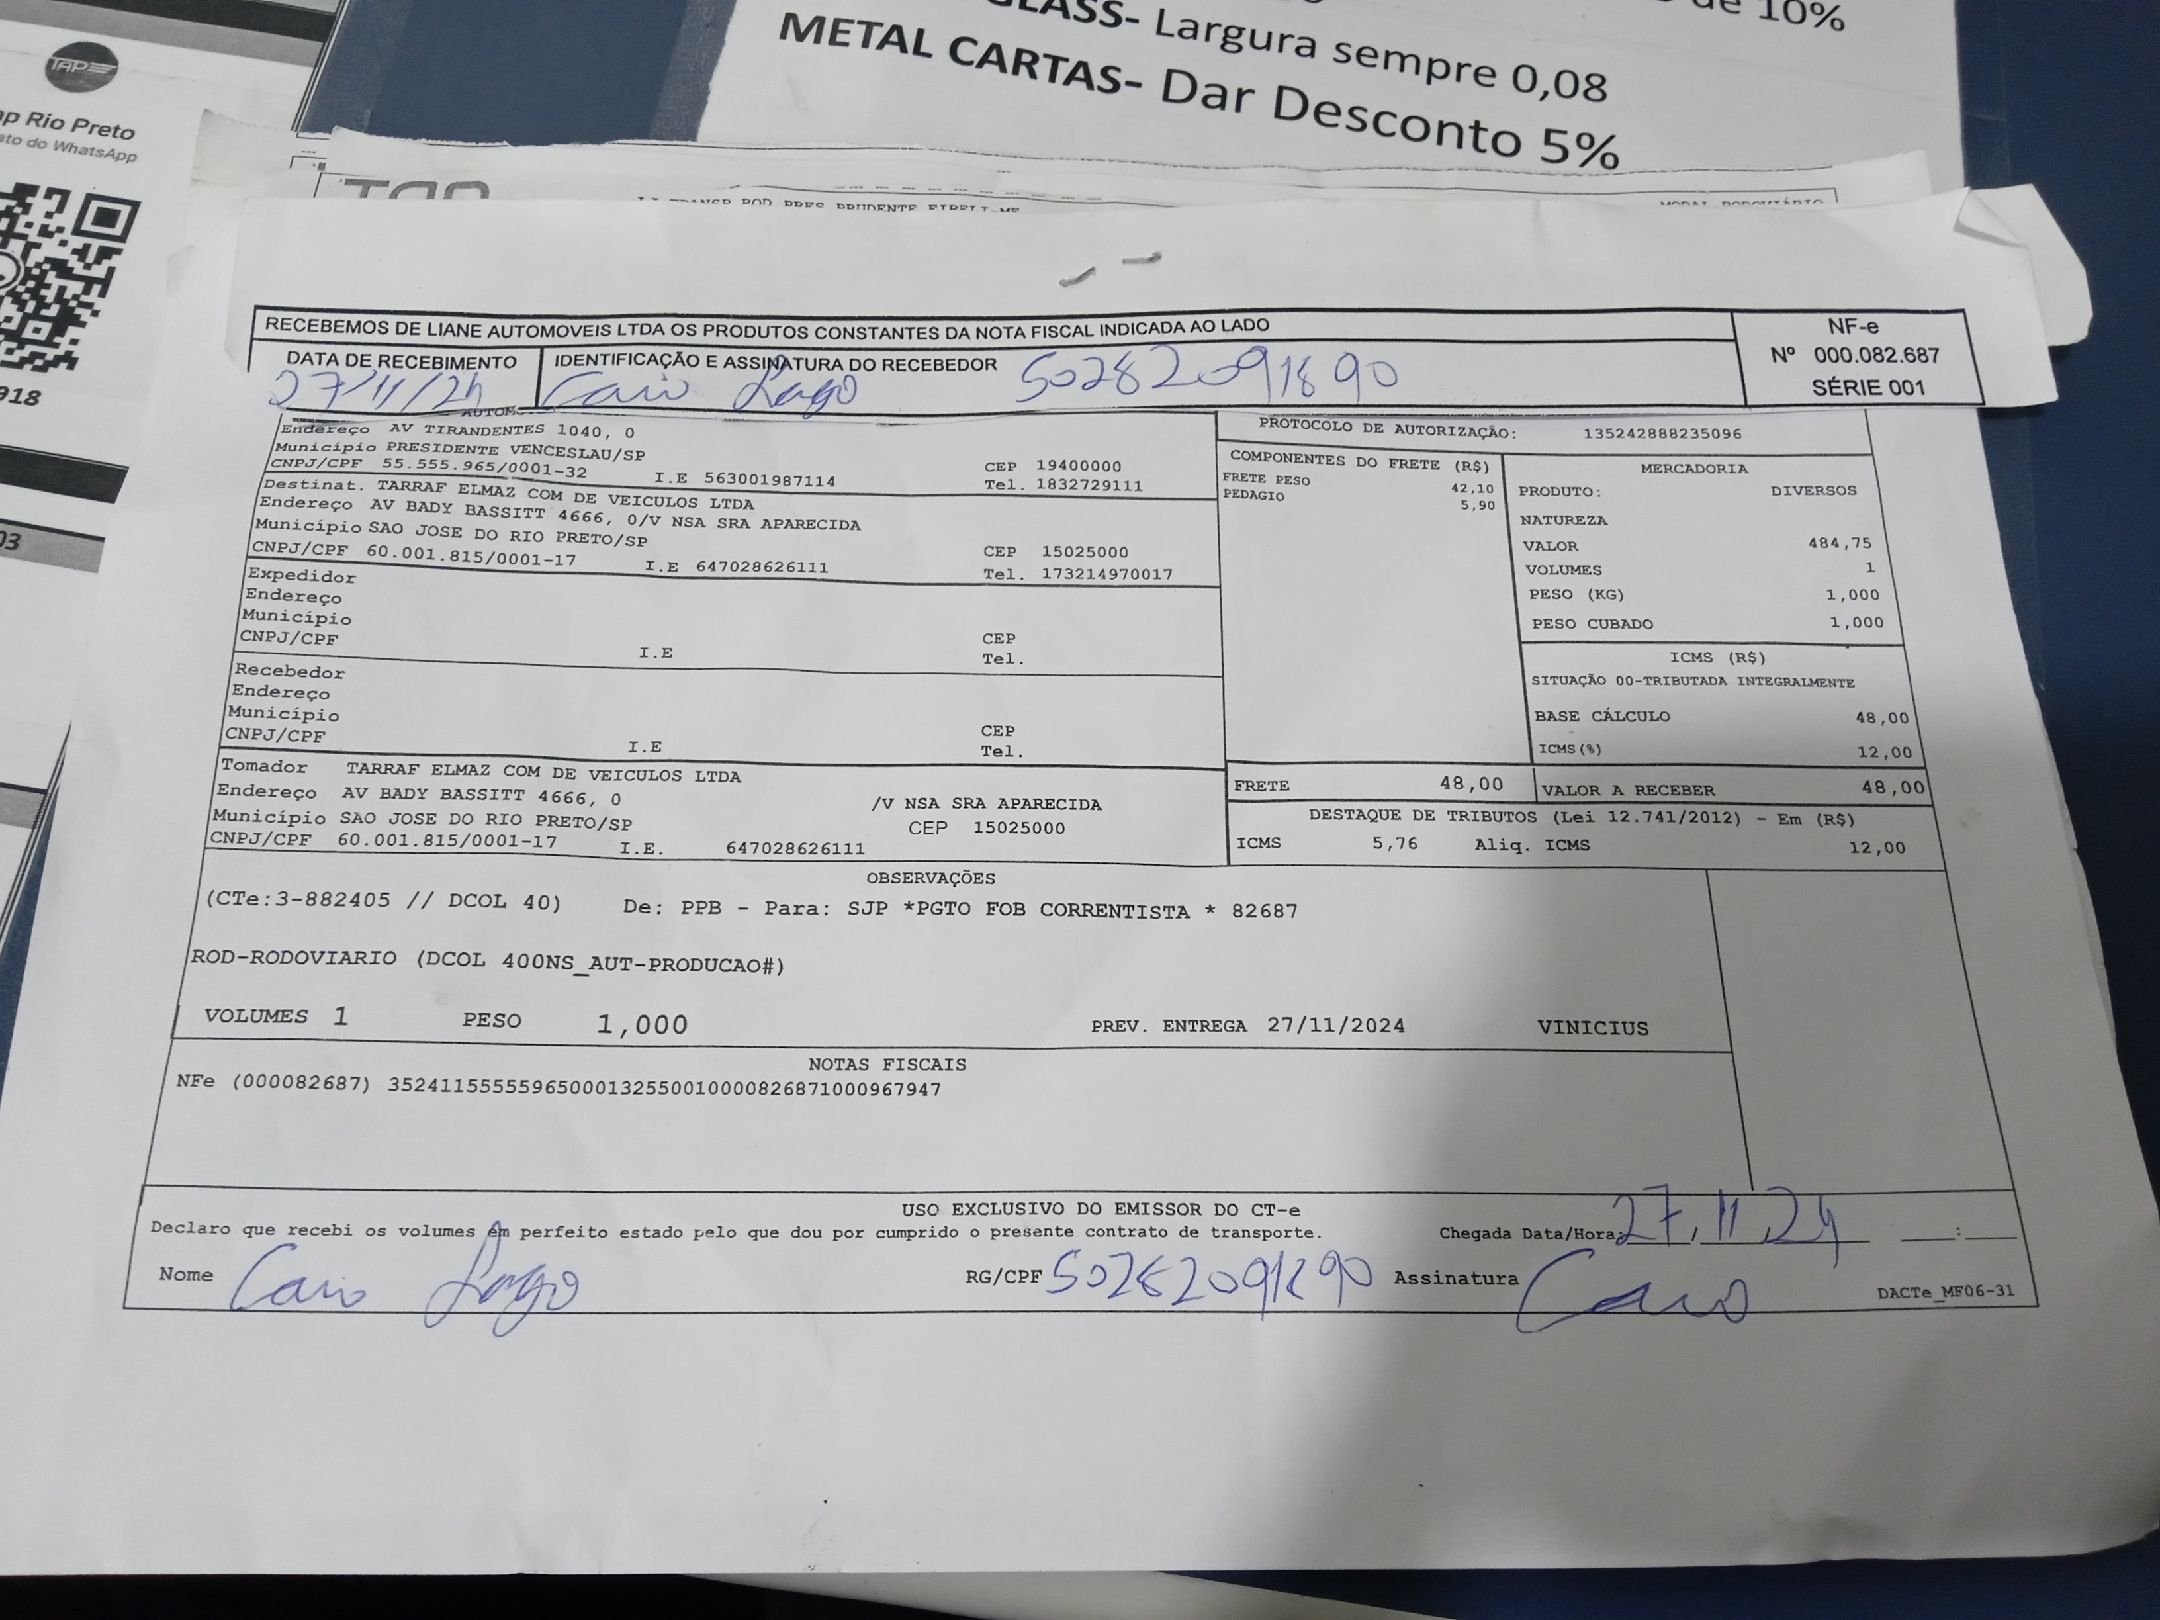 de 10%
GLASS- Largura sempre 0,08
METAL CARTAS- Dar Desconto 5%
TAP
Rio Preto
do WhatsApp
918
03
RECEBEMOS DE LIANE AUTOMOVEIS LTDA OS PRODUTOS CONSTANTES DA NOTA FISCAL INDICADA AO LADO
NF-e
Nº 000.082.687
SÉRIE 001
DATA DE RECEBIMENTO
IDENTIFICAÇÃO E ASSINATURA DO RECEBEDOR
27/11/24 Caio Lago 50282091890
Endereço AV TIRANDENTES 1040, 0
Município PRESIDENTE VENCESLAU/SP
CNPJ/CPF 55.555.965/0001-32 I.E 563001987114
CEP 19400000
Tel. 1832729111
Destinat. TARRAF ELMAZ COM DE VEICULOS LTDA
Endereço AV BADY BASSITT 4666, 0/V NSA SRA APARECIDA
Município SAO JOSE DO RIO PRETO/SP
CNPJ/CPF 60.001.815/0001-17 I.E 647028626111
CEP 15025000
Tel. 173214970017
Expedidor
Endereço
Município
CNPJ/CPF I.E
CEP
Tel.
Recebedor
Endereço
Município
CNPJ/CPF I.E
CEP
Tel.
Tomador TARRAF ELMAZ COM DE VEICULOS LTDA
Endereço AV BADY BASSITT 4666, 0 /V NSA SRA APARECIDA
Município SAO JOSE DO RIO PRETO/SP CEP 15025000
CNPJ/CPF 60.001.815/0001-17 I.E. 647028626111
PROTOCOLO DE AUTORIZAÇÃO: 135242888235096
COMPONENTES DO FRETE (R$)
FRETE PESO 42,10
PEDAGIO 5,90
MERCADORIA
PRODUTO: DIVERSOS
NATUREZA
VALOR 484,75
VOLUMES 1
PESO (KG) 1,000
PESO CUBADO 1,000
ICMS (R$)
SITUAÇÃO 00-TRIBUTADA INTEGRALMENTE
BASE CÁLCULO 48,00
ICMS(%) 12,00
FRETE 48,00 VALOR A RECEBER 48,00
DESTAQUE DE TRIBUTOS (Lei 12.741/2012) - Em (R$)
ICMS 5,76 Aliq. ICMS 12,00
OBSERVAÇÕES
(CTe:3-882405 // DCOL 40) De: PPB - Para: SJP *PGTO FOB CORRENTISTA * 82687
ROD-RODOVIARIO (DCOL 400NS_AUT-PRODUCAO#)
VOLUMES 1 PESO 1,000 PREV. ENTREGA 27/11/2024 VINICIUS
NOTAS FISCAIS
NFe (000082687) 35241155555965000132550010000826871000967947
USO EXCLUSIVO DO EMISSOR DO CT-e
Declaro que recebi os volumes em perfeito estado pelo que dou por cumprido o presente contrato de transporte.
Chegada Data/Hora: 27/11/24 :
Nome Caio Lago RG/CPF 50282091890 Assinatura Caio
DACTe_MF06-31